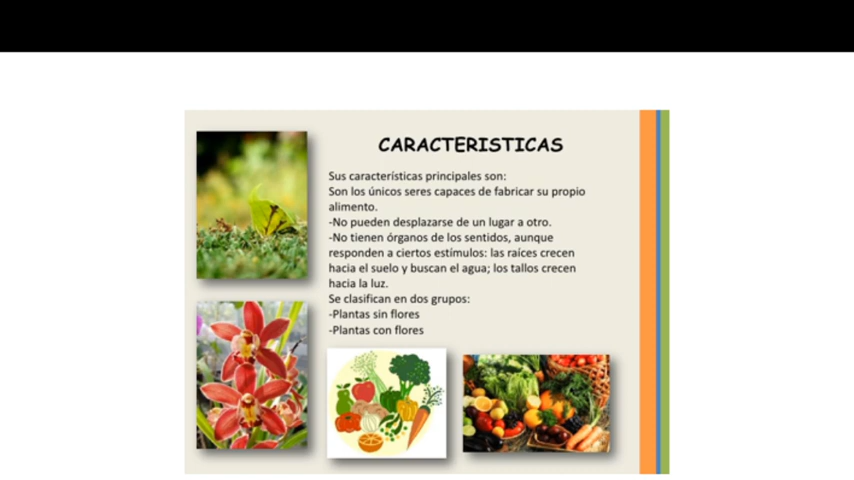 CARACTERISTICAS
Sus características principales son:
Son los únicos seres capaces de fabricar su propio
alimento.
-No pueden desplazarse de un lugar a otro.
-No tienen órganos de los sentidos, aunque
responden a ciertos estímulos: las raíces crecen
hacia el suelo y buscan el agua; los tallos crecen
hacia la luz.
Se clasifican en dos grupos:
-Plantas sin flores
-Plantas con flores